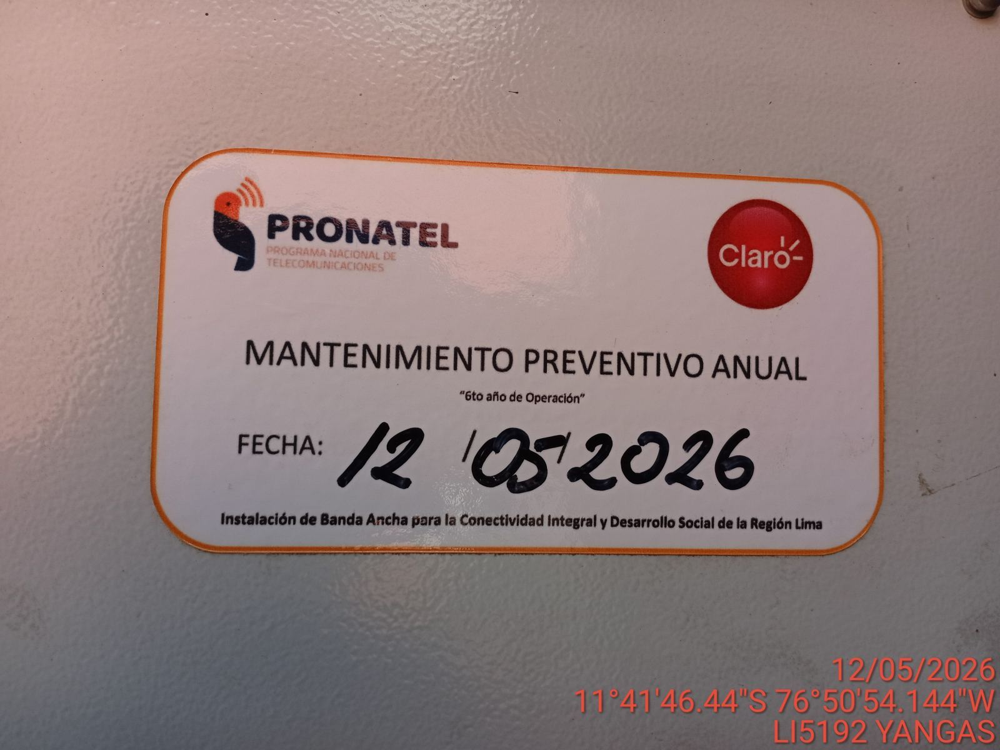 PRONATEL
PROGRAMA NACIONAL DE
TELECOMUNICACIONES
Claro
MANTENIMIENTO PREVENTIVO ANUAL
"6to año de Operación"
FECHA: 12 / 05 / 2026
Instalación de Banda Ancha para la Conectividad Integral y Desarrollo Social de la Región Lima
12/05/2026
11°41'46.44"S 76°50'54.144"W
LI5192 YANGAS